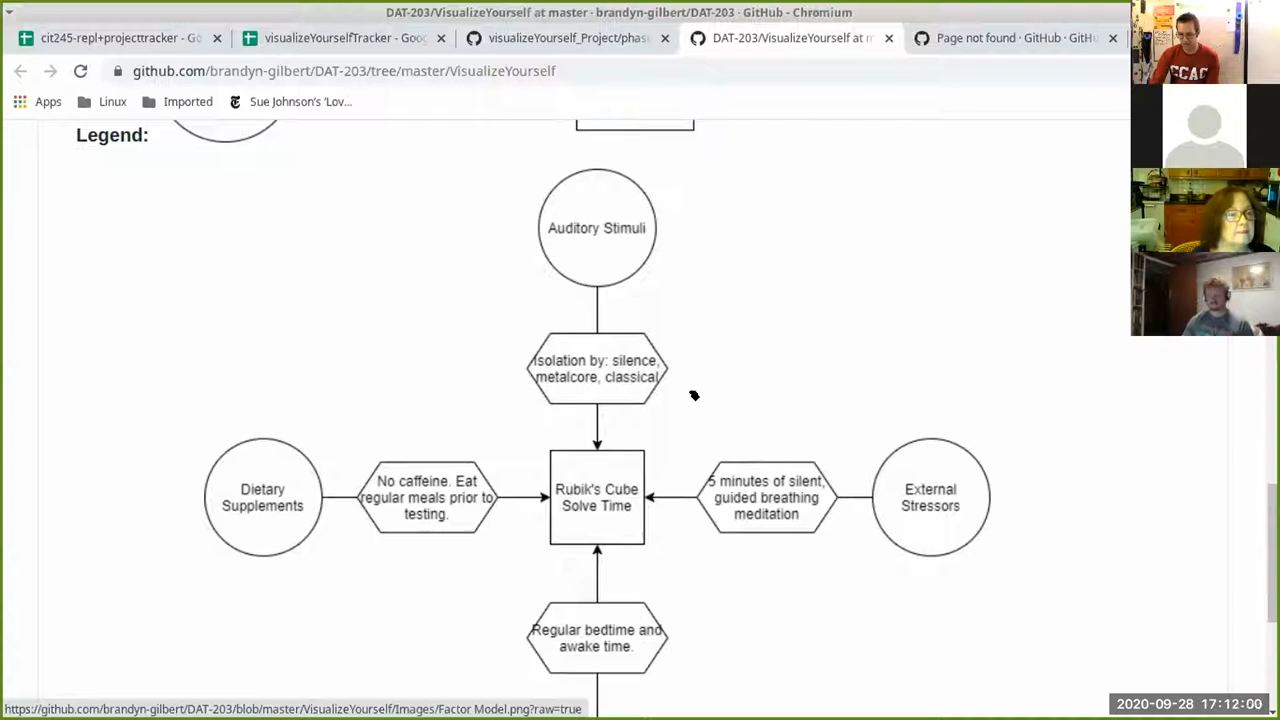 DAT-203/VisualizeYourself at master · brandyn-gilbert/DAT-203 · GitHub - Chromium
cit245-repl+projecttracker - Go
visualizeYourselfTracker - Goo
visualizeYourself_Project/phas
DAT-203/VisualizeYourself at m
Page not found · GitHub · GitHu
github.com/brandyn-gilbert/DAT-203/tree/master/VisualizeYourself
Apps
Linux
Imported
Sue Johnson's 'Lov...
CCAC
Legend:
Auditory Stimuli
Isolation by: silence,
metalcore, classical
Dietary
Supplements
No caffeine. Eat
regular meals prior to
testing.
Rubik's Cube
Solve Time
5 minutes of silent,
guided breathing
meditation
External
Stressors
Regular bedtime and
awake time.
https://github.com/brandyn-gilbert/DAT-203/blob/master/VisualizeYourself/Images/Factor Model.png?raw=true
2020-09-28 17:12:00